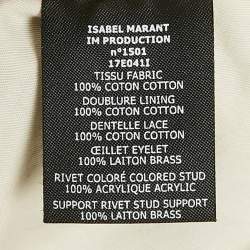 ISABEL MARANT
IM PRODUCTION
n°1501
17E041I
TISSU FABRIC
100% COTON COTTON
DOUBLURE LINING
100% COTON COTTON
DENTELLE LACE
100% COTON COTTON
ŒILLET EYELET
100% LAITON BRASS
RIVET COLORÉ COLORED STUD
100% ACRYLIQUE ACRYLIC
SUPPORT RIVET STUD SUPPORT
100% LAITON BRASS